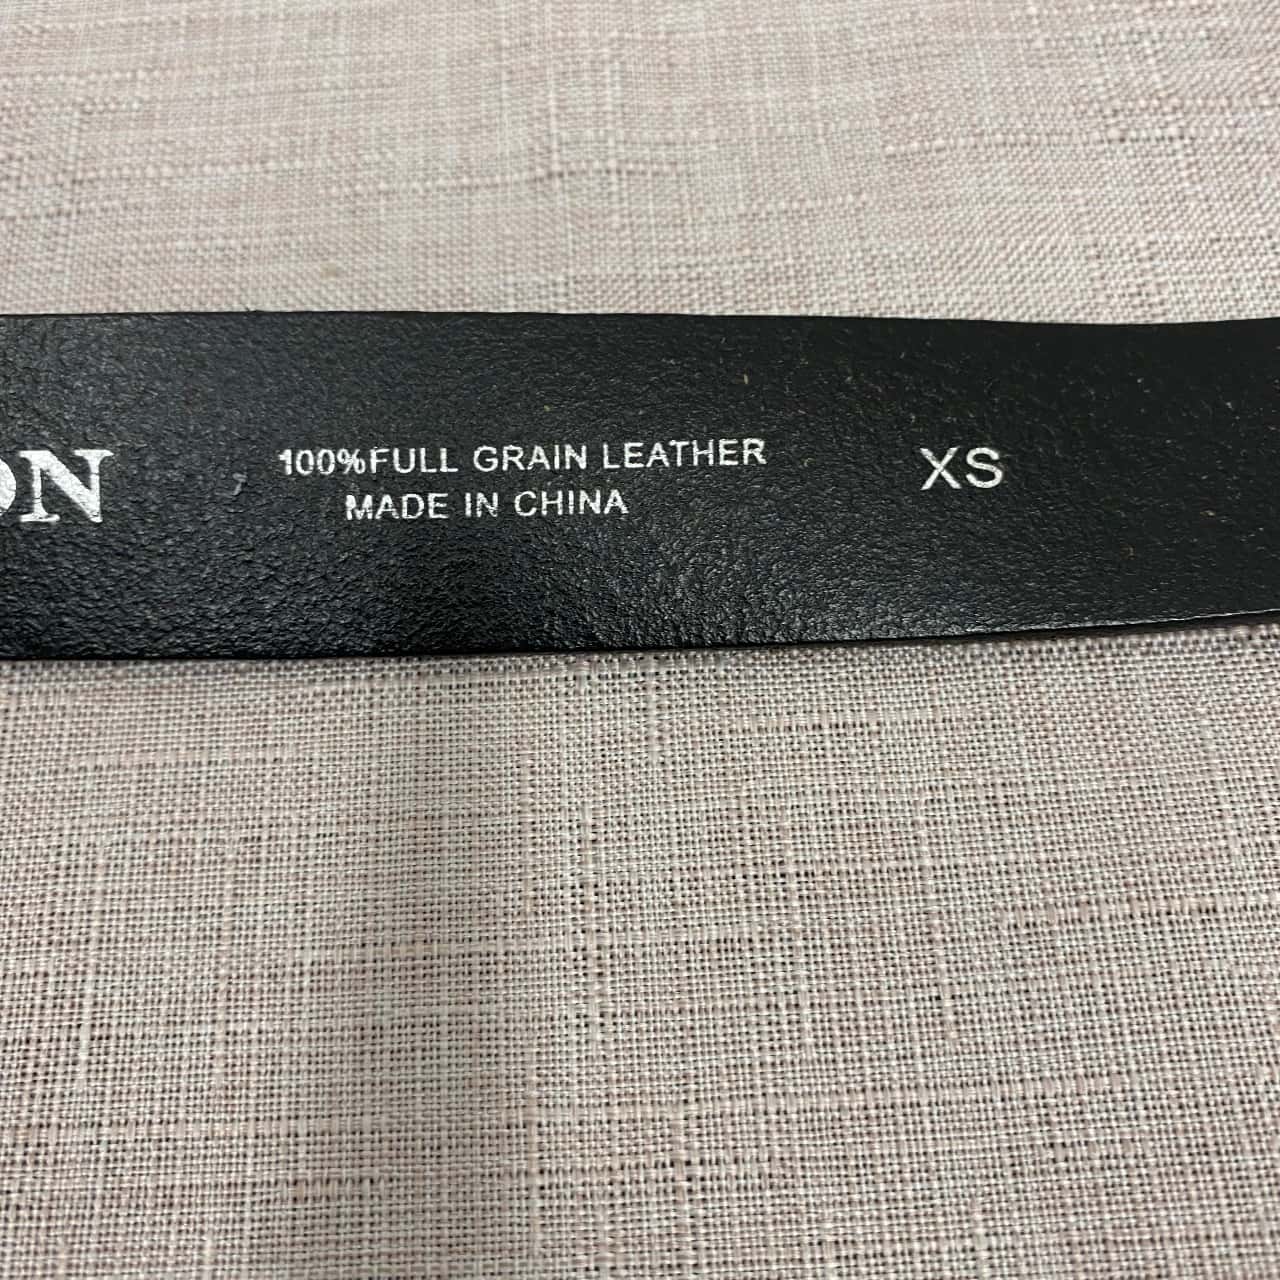 ON
100%FULL GRAIN LEATHER
MADE IN CHINA
XS